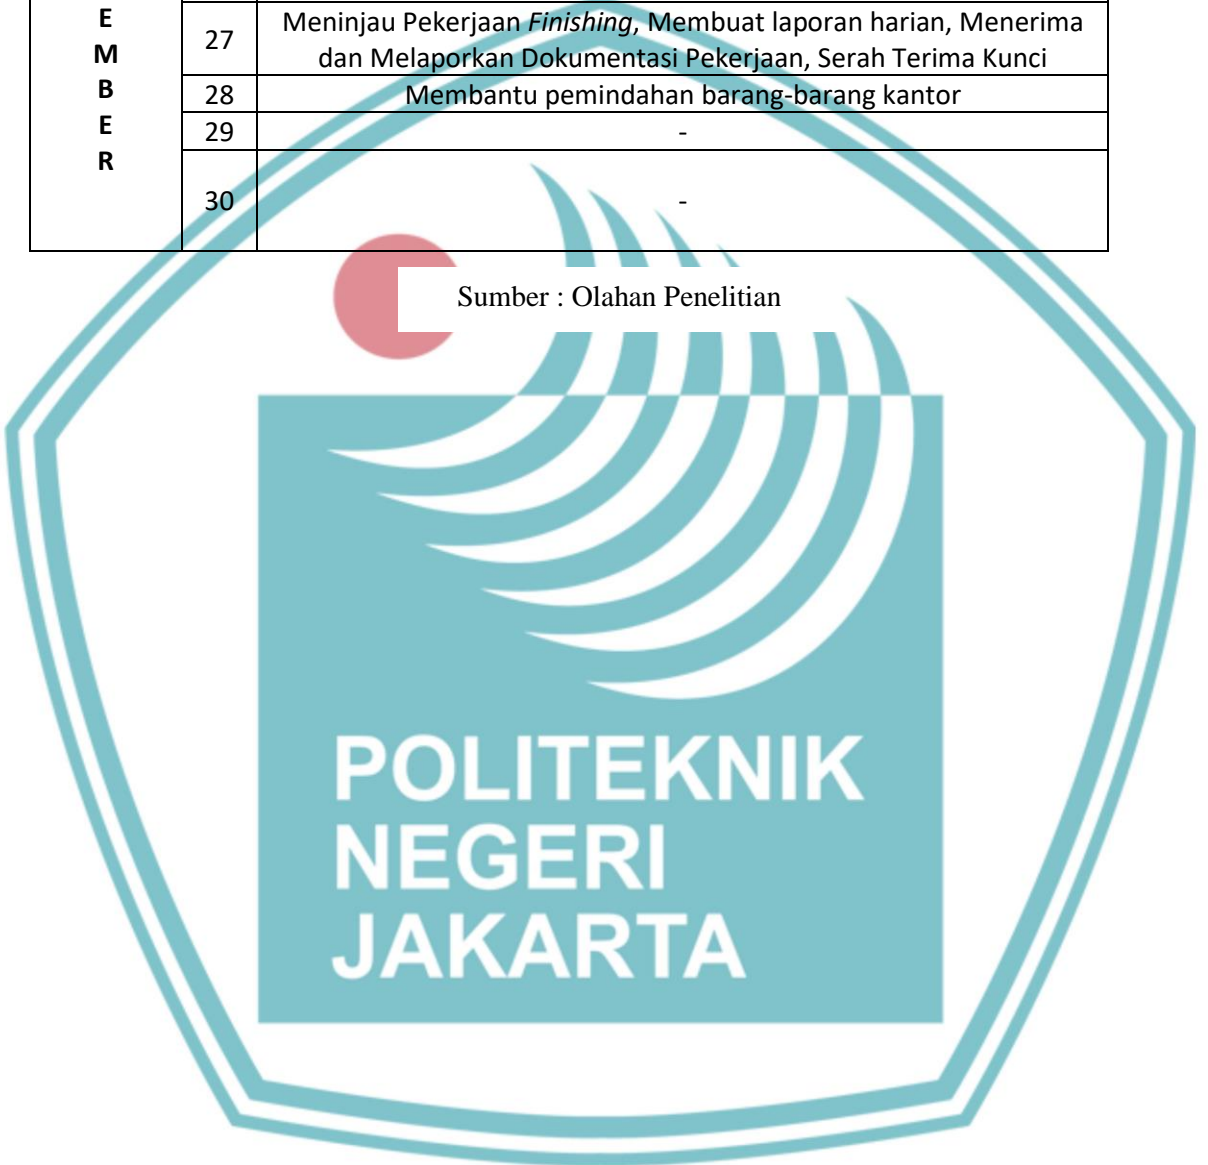 E
M
B
E
R
27 Meninjau Pekerjaan Finishing, Membuat laporan harian, Menerima
dan Melaporkan Dokumentasi Pekerjaan, Serah Terima Kunci
28 Membantu pemindahan barang-barang kantor
29 -
30 -
Sumber : Olahan Penelitian
POLITEKNIK
NEGERI
JAKARTA